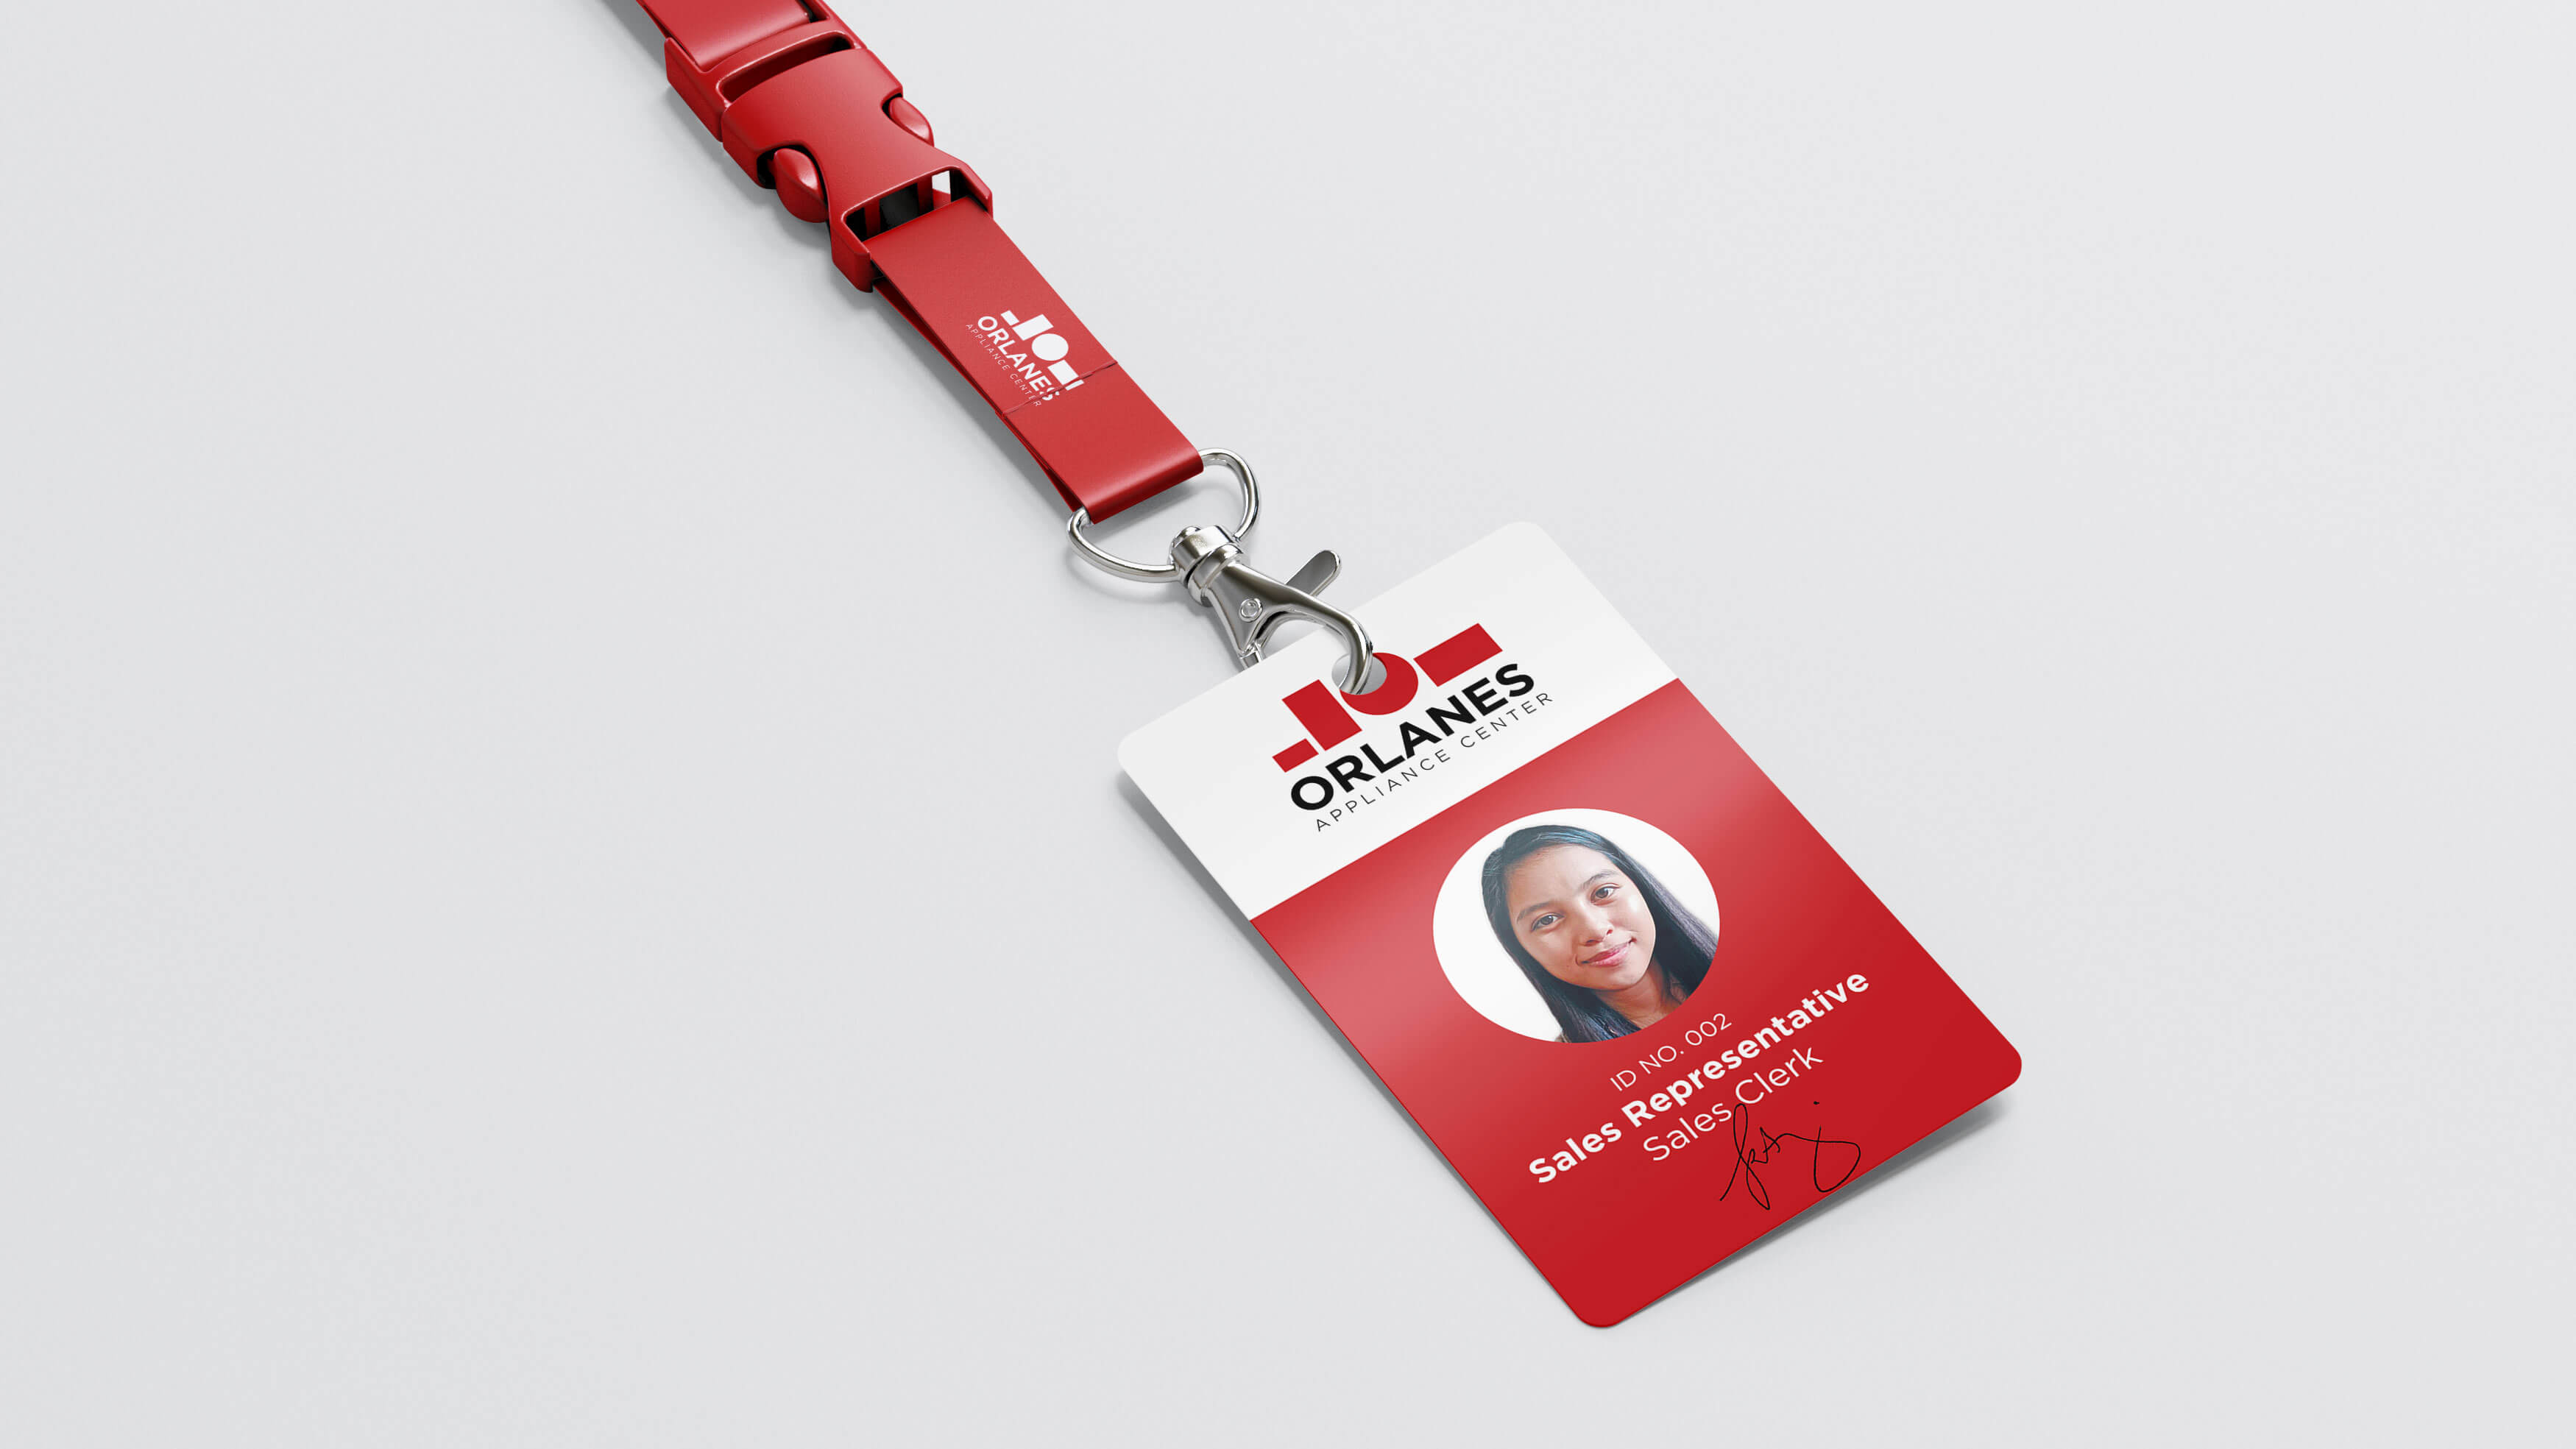 ORLANES
APPLIANCE CENTER
ORLANES
APPLIANCE CENTER
ID NO. 002
Sales Representative
Sales Clerk